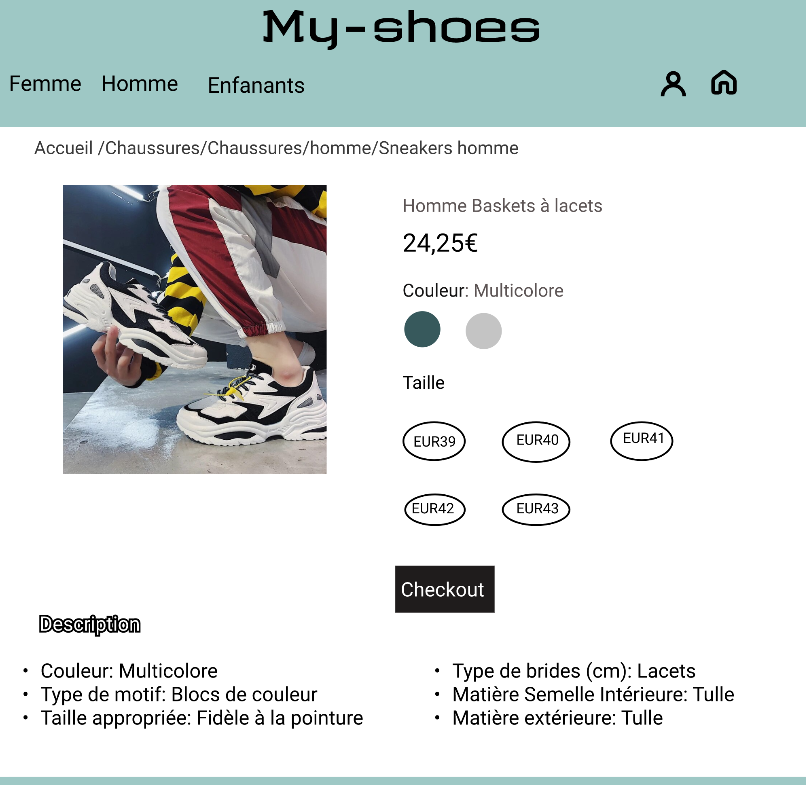 My-shoes
Femme Homme Enfanants
Accueil /Chaussures/Chaussures/homme/Sneakers homme
Homme Baskets à lacets
24,25€
Couleur: Multicolore
Taille
EUR39 EUR40 EUR41
EUR42 EUR43
Checkout
Description
• Couleur: Multicolore
• Type de motif: Blocs de couleur
• Taille appropriée: Fidèle à la pointure
• Type de brides (cm): Lacets
• Matière Semelle Intérieure: Tulle
• Matière extérieure: Tulle